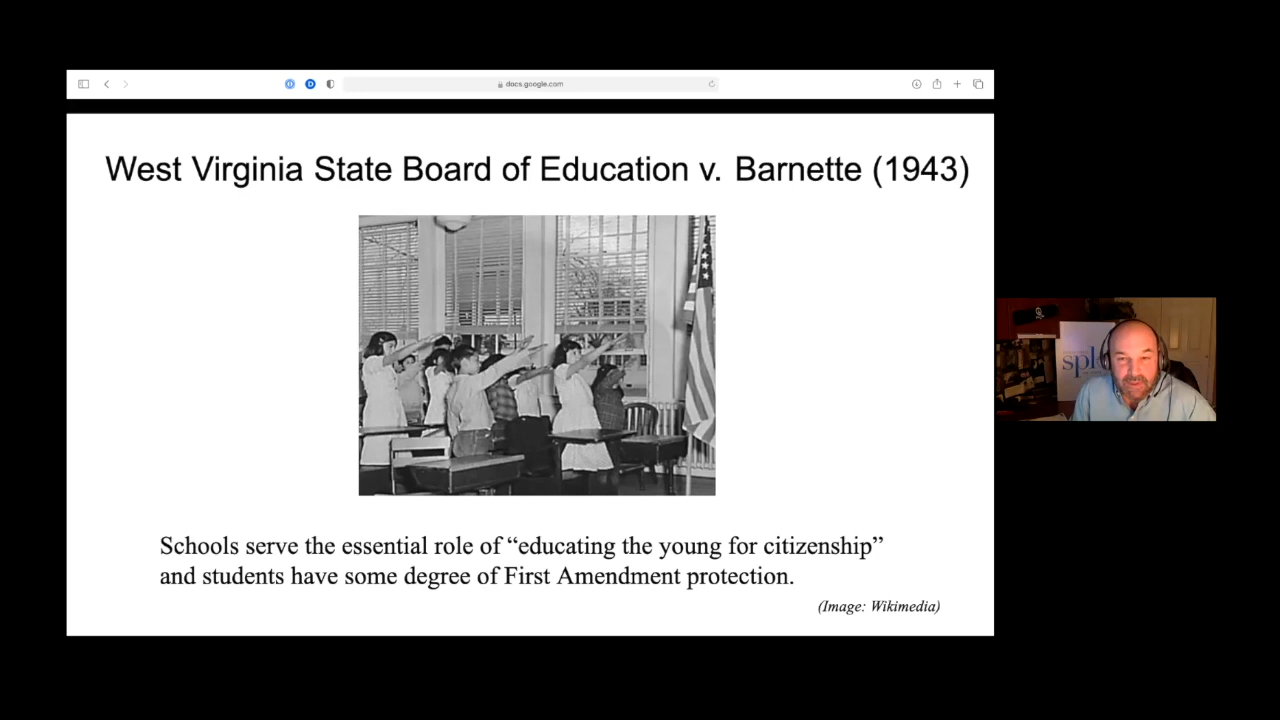 docs.google.com
West Virginia State Board of Education v. Barnette (1943)
Schools serve the essential role of “educating the young for citizenship”
and students have some degree of First Amendment protection.
(Image: Wikimedia)
spl